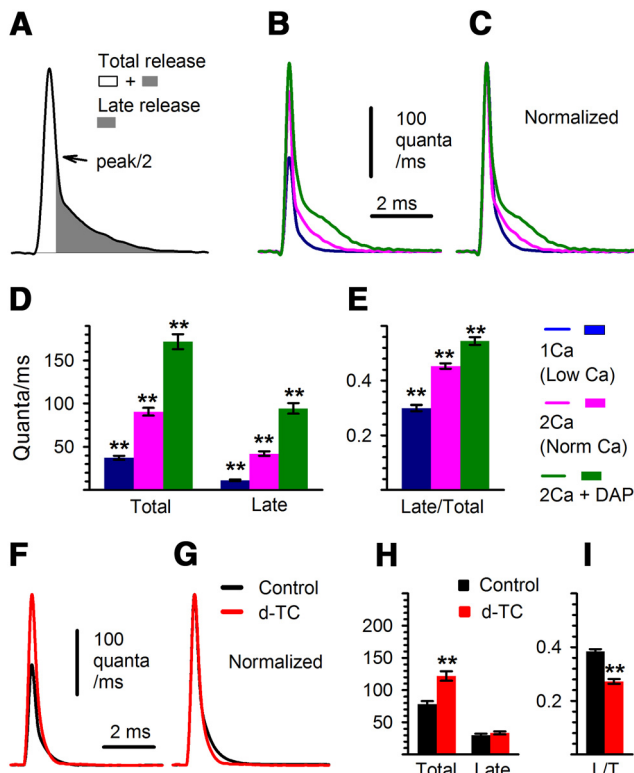 A
Total release
+
Late release
peak/2
B
100
quanta
/ms
2 ms
C
Normalized
D
Quanta/ms
150
100
50
** ** ** ** ** **
Total Late
E
0.4
0.2
** ** **
Late/Total
1Ca
(Low Ca)
2Ca
(Norm Ca)
2Ca + DAP
F
100
quanta
/ms
2 ms
G
Control
d-TC
Normalized
H
Control
d-TC
200
150
100
50
**
Total Late
I
0.4
0.2
**
L/T